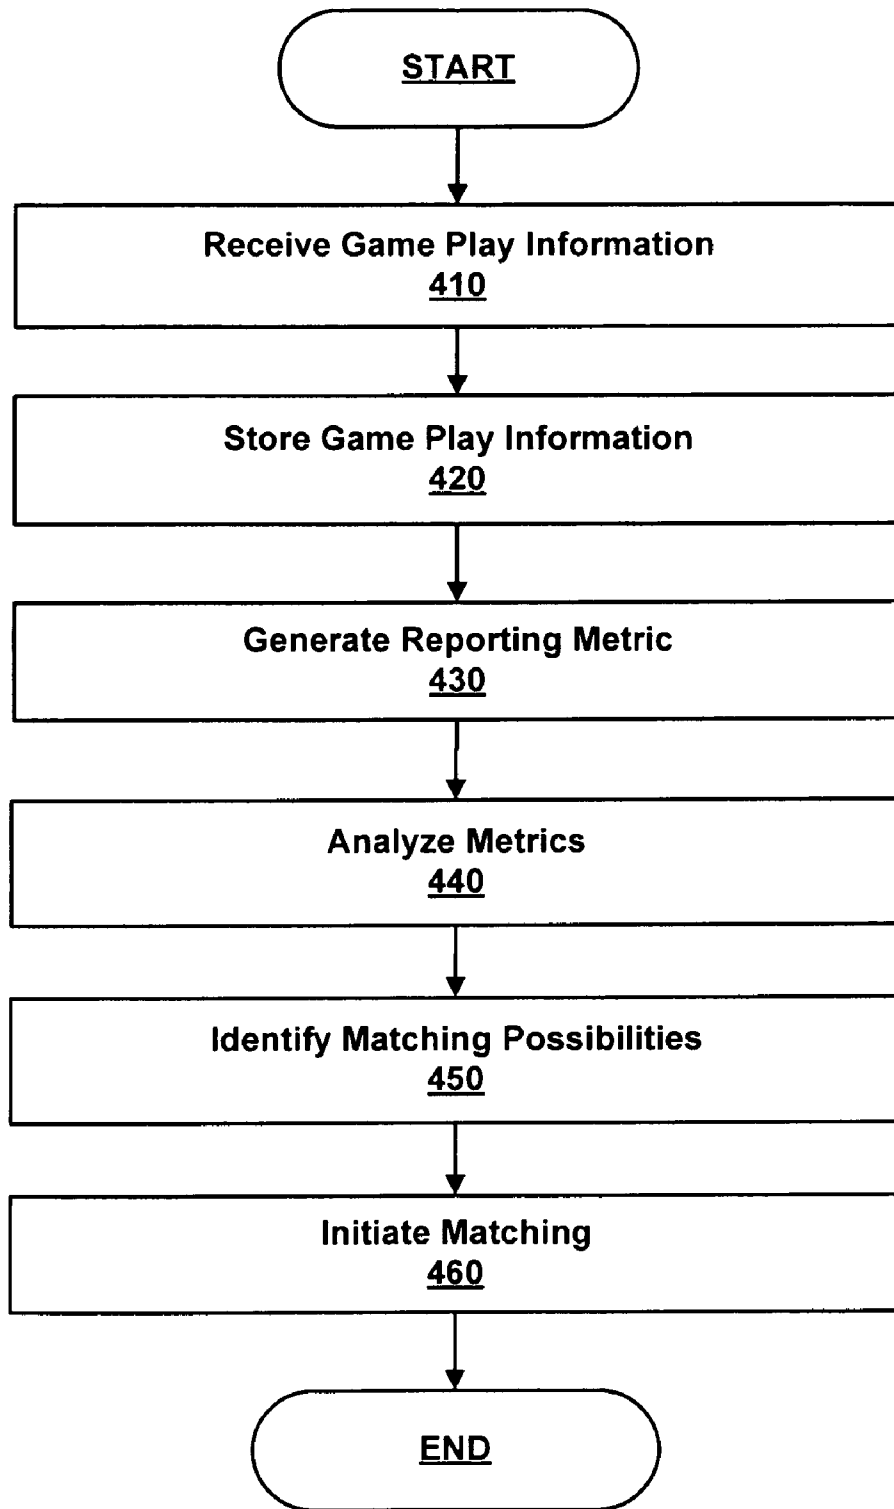 START
Receive Game Play Information
410
Store Game Play Information
420
Generate Reporting Metric
430
Analyze Metrics
440
Identify Matching Possibilities
450
Initiate Matching
460
END